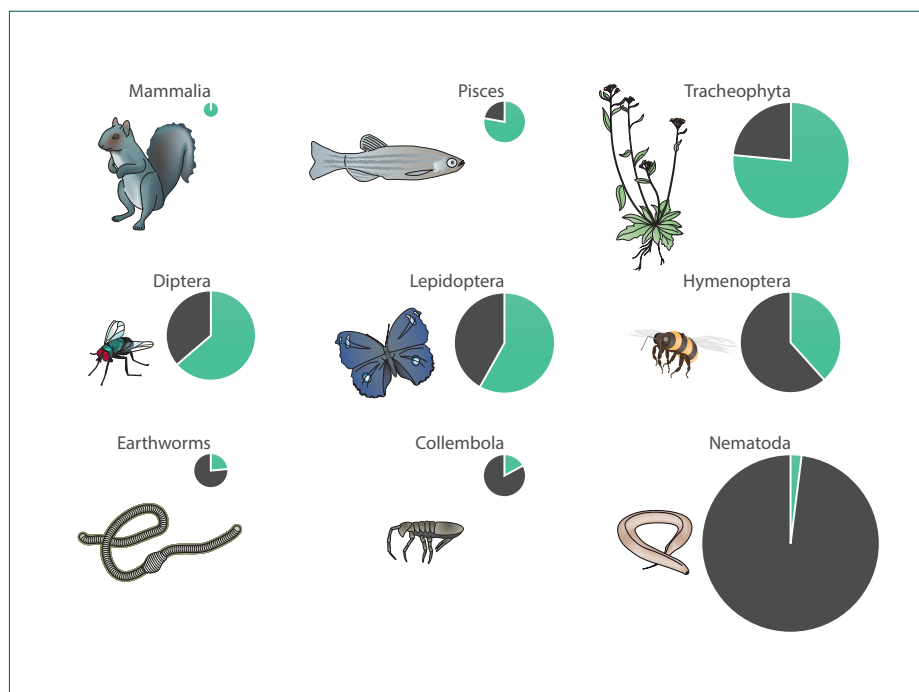 Mammalia
Pisces
Tracheophyta
Diptera
Lepidoptera
Hymenoptera
Earthworms
Collembola
Nematoda